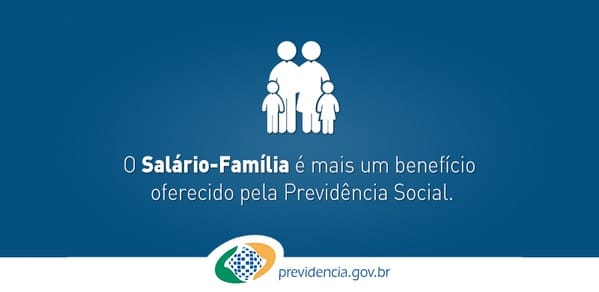 O Salário-Família é mais um benefício
oferecido pela Previdência Social.
previdencia.gov.br